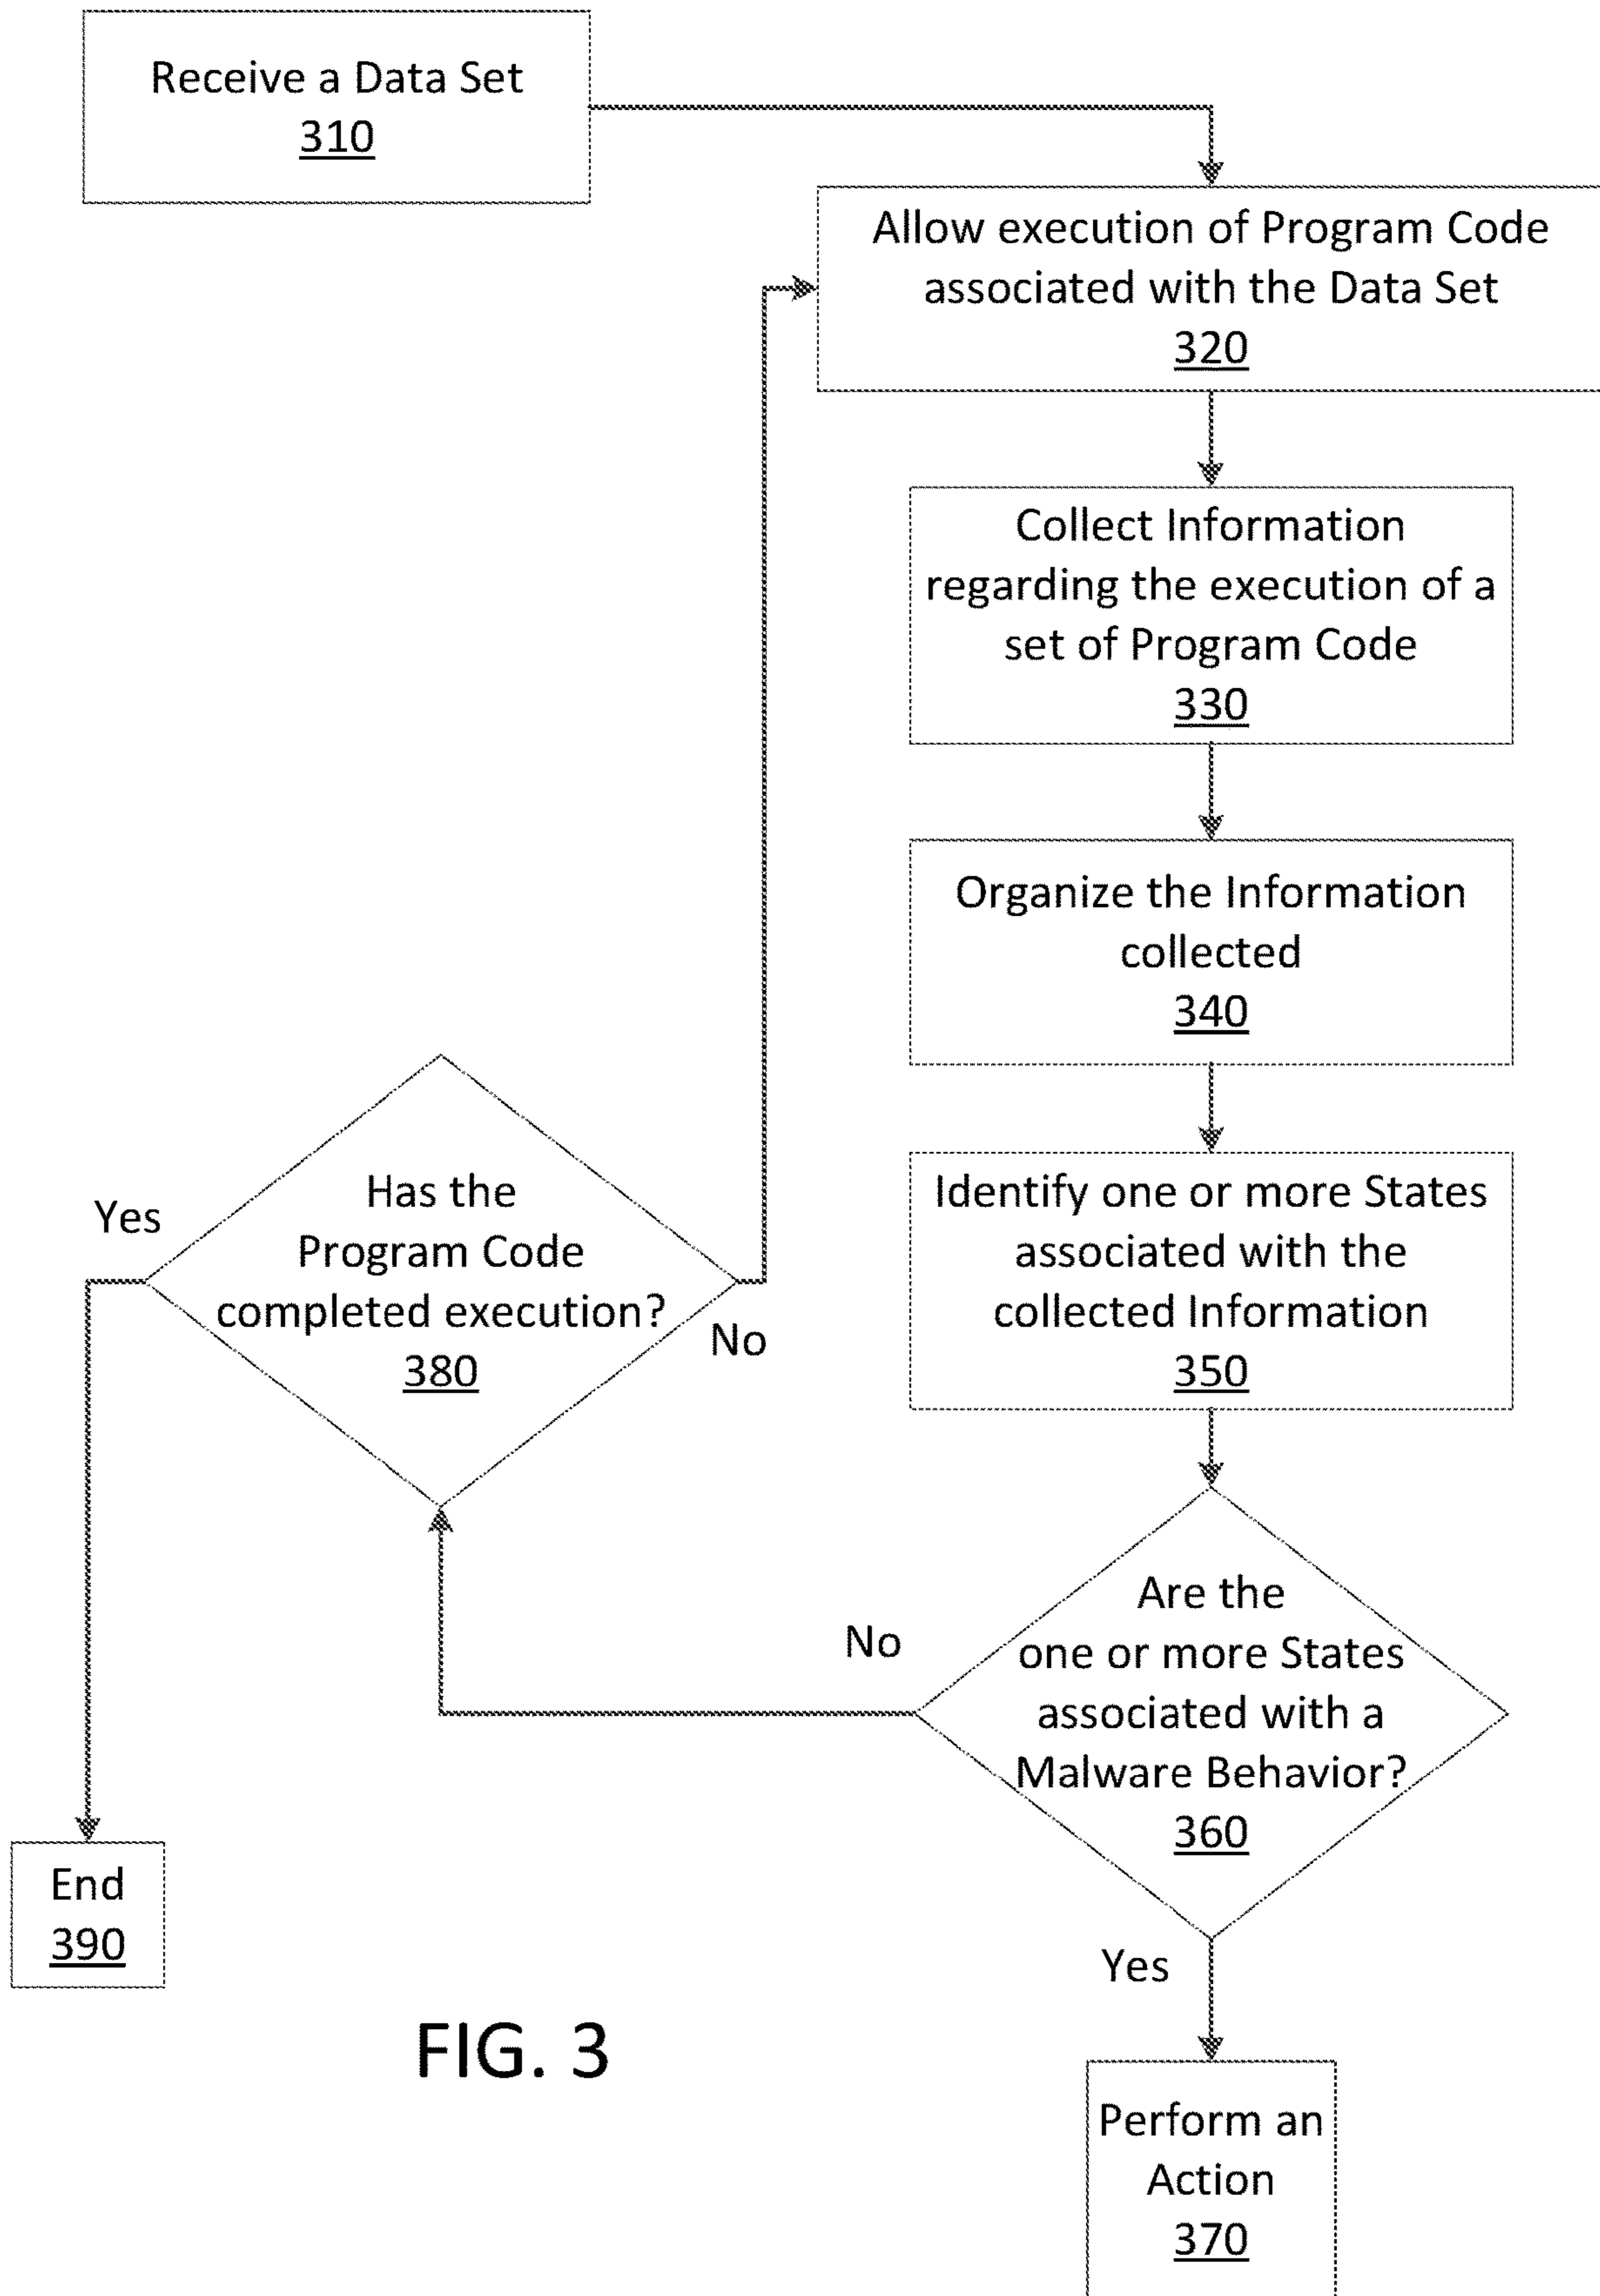 Receive a Data Set
310
Allow execution of Program Code
associated with the Data Set
320
Collect Information
regarding the execution of a
set of Program Code
330
Organize the Information
collected
340
Identify one or more States
associated with the
collected Information
350
Are the
one or more States
associated with a
Malware Behavior?
360
No
Yes
Perform an
Action
370
Has the
Program Code
completed execution?
380
Yes
No
End
390
FIG. 3